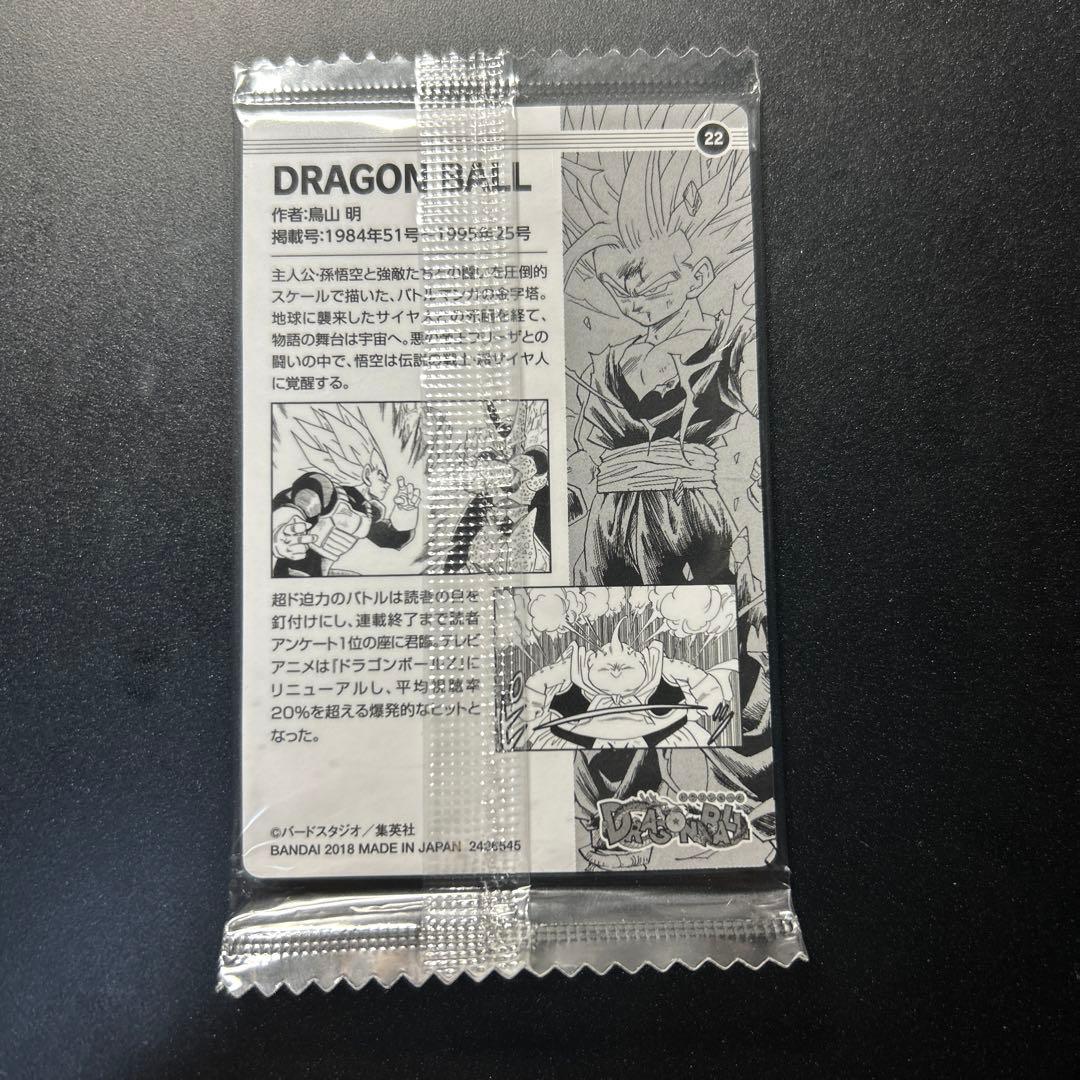 22
DRAGON BALL
作者:鳥山 明
掲載号:1984年51号〜1995年25号
主人公・孫悟空と強敵たちとの闘いを圧倒的
スケールで描いた、バトルマンガの金字塔。
地球に襲来したサイヤ人との死闘を経て、
物語の舞台は宇宙へ。悪の帝王フリーザとの
闘いの中で、悟空は伝説の戦士・超サイヤ人
に覚醒する。
超ド迫力のバトルは読者の目を
釘付けにし、連載終了まで読者
アンケート1位の座に君臨。テレビ
アニメは「ドラゴンボールZ」に
リニューアルし、平均視聴率
20%を超える爆発的なヒットと
なった。
DRAGON BALL
©バードスタジオ/集英社
BANDAI 2018 MADE IN JAPAN 2436545